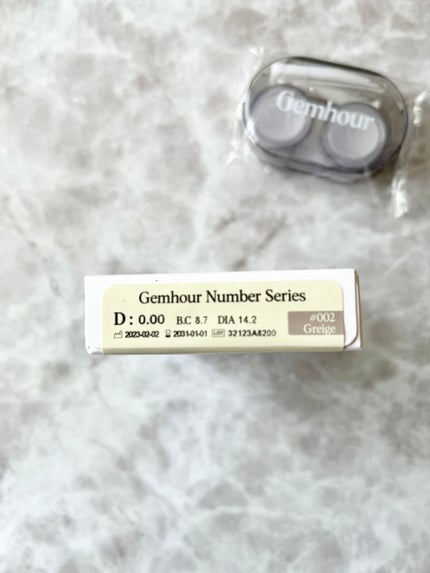 Gemhour
Gemhour Number Series
D: 0.00 B.C 8.7 DIA 14.2
#002
Greige
2023-02-02 2031-01-01 LOT 32123A8200